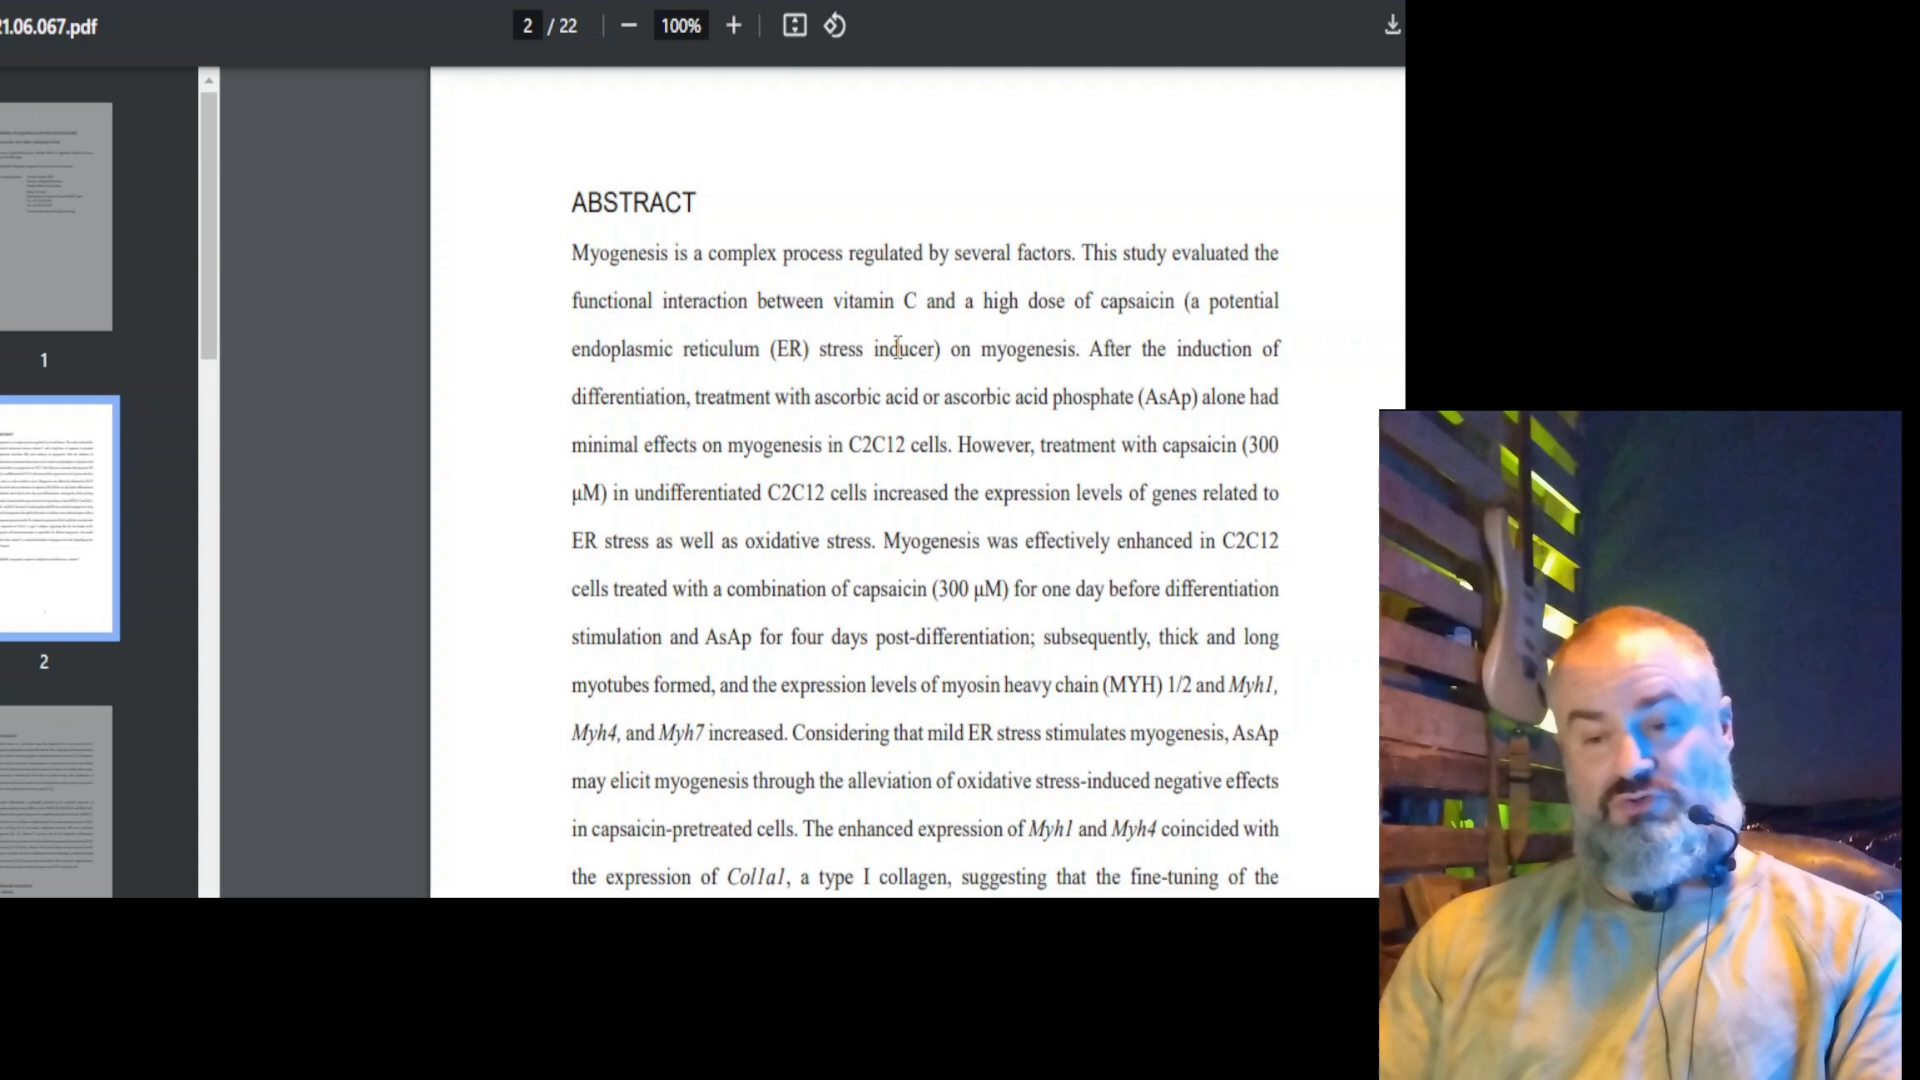 1.06.067.pdf
2 / 22
100%
1
2
ABSTRACT
Myogenesis is a complex process regulated by several factors. This study evaluated the
functional interaction between vitamin C and a high dose of capsaicin (a potential
endoplasmic reticulum (ER) stress inducer) on myogenesis. After the induction of
differentiation, treatment with ascorbic acid or ascorbic acid phosphate (AsAp) alone had
minimal effects on myogenesis in C2C12 cells. However, treatment with capsaicin (300
μM) in undifferentiated C2C12 cells increased the expression levels of genes related to
ER stress as well as oxidative stress. Myogenesis was effectively enhanced in C2C12
cells treated with a combination of capsaicin (300 μM) for one day before differentiation
stimulation and AsAp for four days post-differentiation; subsequently, thick and long
myotubes formed, and the expression levels of myosin heavy chain (MYH) 1/2 and Myh1,
Myh4, and Myh7 increased. Considering that mild ER stress stimulates myogenesis, AsAp
may elicit myogenesis through the alleviation of oxidative stress-induced negative effects
in capsaicin-pretreated cells. The enhanced expression of Myh1 and Myh4 coincided with
the expression of Col1a1, a type I collagen, suggesting that the fine-tuning of the